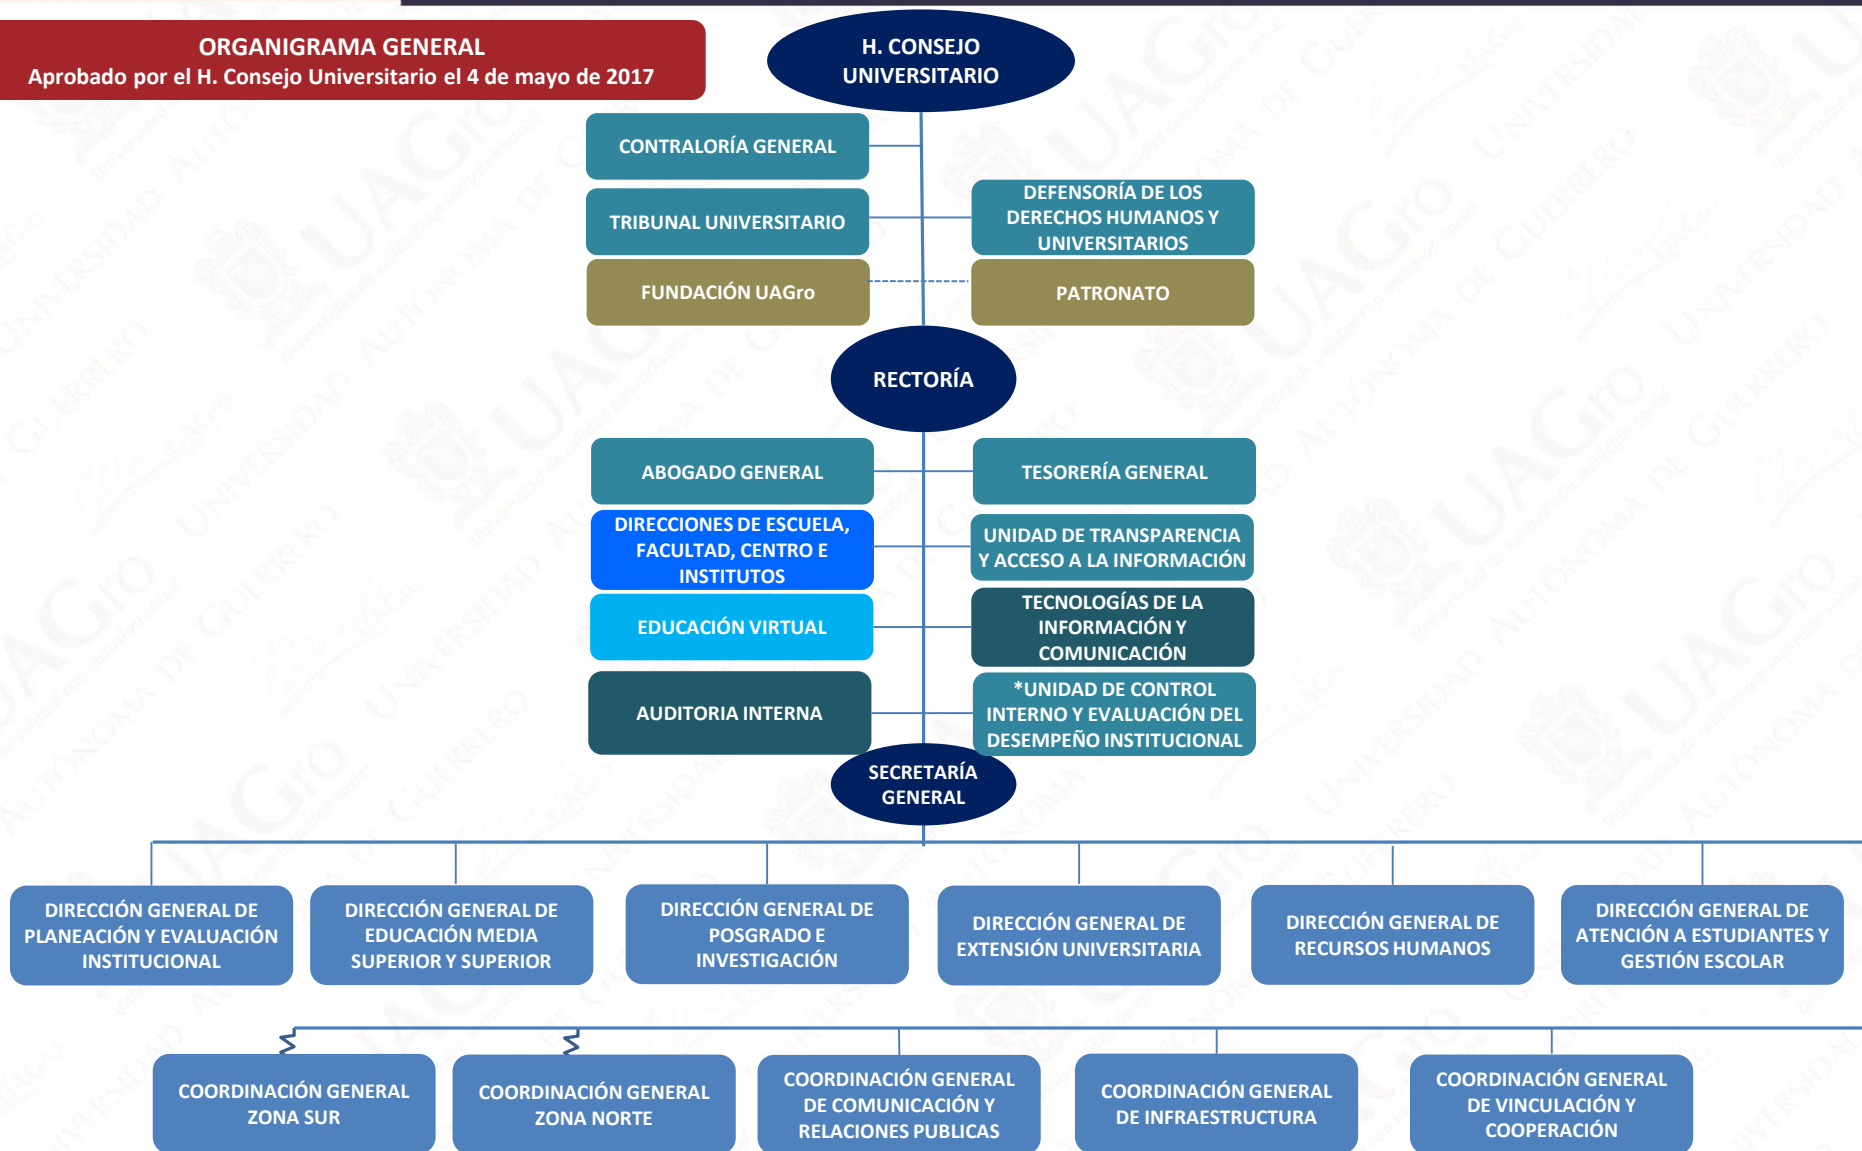 ORGANIGRAMA GENERAL
Aprobado por el H. Consejo Universitario el 4 de mayo de 2017
H. CONSEJO
UNIVERSITARIO
CONTRALORÍA GENERAL
TRIBUNAL UNIVERSITARIO
DEFENSORÍA DE LOS
DERECHOS HUMANOS Y
UNIVERSITARIOS
FUNDACIÓN UAGro
PATRONATO
RECTORÍA
ABOGADO GENERAL
TESORERÍA GENERAL
DIRECCIONES DE ESCUELA,
FACULTAD, CENTRO E
INSTITUTOS
UNIDAD DE TRANSPARENCIA
Y ACCESO A LA INFORMACIÓN
EDUCACIÓN VIRTUAL
TECNOLOGÍAS DE LA
INFORMACIÓN Y
COMUNICACIÓN
AUDITORIA INTERNA
*UNIDAD DE CONTROL
INTERNO Y EVALUACIÓN DEL
DESEMPEÑO INSTITUCIONAL
SECRETARÍA
GENERAL
DIRECCIÓN GENERAL DE
PLANEACIÓN Y EVALUACIÓN
INSTITUCIONAL
DIRECCIÓN GENERAL DE
EDUCACIÓN MEDIA
SUPERIOR Y SUPERIOR
DIRECCIÓN GENERAL DE
POSGRADO E
INVESTIGACIÓN
DIRECCIÓN GENERAL DE
EXTENSIÓN UNIVERSITARIA
DIRECCIÓN GENERAL DE
RECURSOS HUMANOS
DIRECCIÓN GENERAL DE
ATENCIÓN A ESTUDIANTES Y
GESTIÓN ESCOLAR
COORDINACIÓN GENERAL
ZONA SUR
COORDINACIÓN GENERAL
ZONA NORTE
COORDINACIÓN GENERAL
DE COMUNICACIÓN Y
RELACIONES PUBLICAS
COORDINACIÓN GENERAL
DE INFRAESTRUCTURA
COORDINACIÓN GENERAL
DE VINCULACIÓN Y
COOPERACIÓN